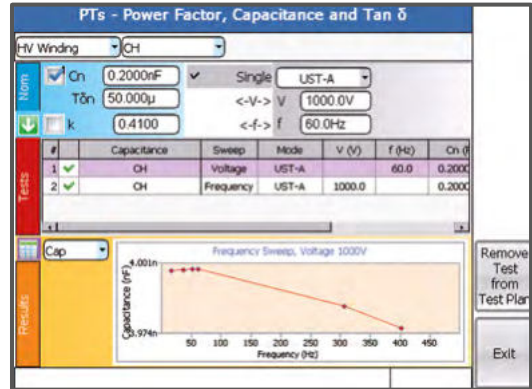 PTs - Power Factor, Capacitance and Tan δ
HV Winding CH
Nom
Cn 0.2000nF Single UST-A
Tδn 50.000μ <-V-> V 1000.0V
k 0.4100 <-f-> f 60.0Hz
Tests
# Capacitance Sweep Mode V (V) f (Hz) Cn (F
1 CH Voltage UST-A 60.0 0.2000
2 CH Frequency UST-A 1000.0 0.2000
Cap
Frequency Sweep, Voltage 1000V
Results
Capacitance (nF)
4.001n
3.974n
50 100 150 200 250 300 350 400 450
Frequency (Hz)
Remove
Test
from
Test Plan
Exit